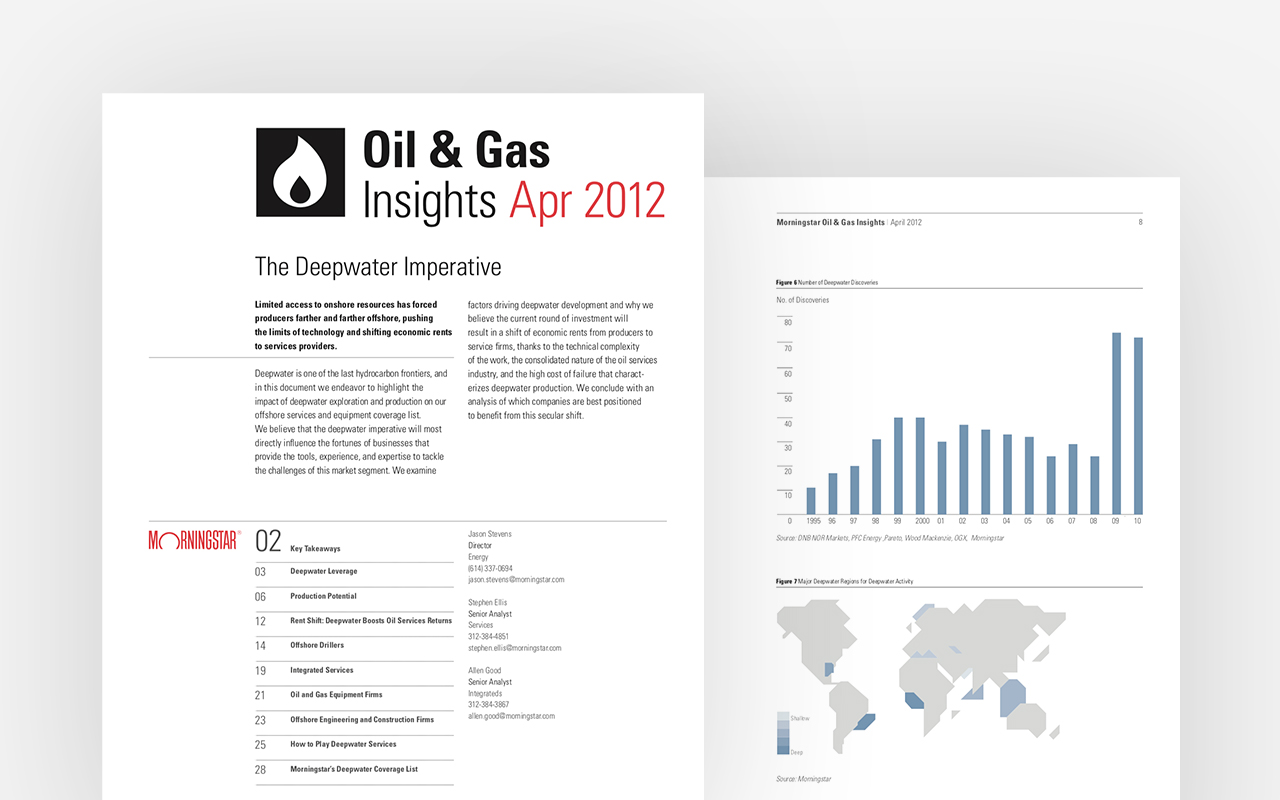 Oil & Gas
Insights Apr 2012
The Deepwater Imperative
Limited access to onshore resources has forced
producers farther and farther offshore, pushing
the limits of technology and shifting economic rents
to services providers.
Deepwater is one of the last hydrocarbon frontiers, and
in this document we endeavor to highlight the
impact of deepwater exploration and production on our
offshore services and equipment coverage list.
We believe that the deepwater imperative will most
directly influence the fortunes of businesses that
provide the tools, experience, and expertise to tackle
the challenges of this market segment. We examine
factors driving deepwater development and why we
believe the current round of investment will
result in a shift of economic rents from producers to
service firms, thanks to the technical complexity
of the work, the consolidated nature of the oil services
industry, and the high cost of failure that charact-
erizes deepwater production. We conclude with an
analysis of which companies are best positioned
to benefit from this secular shift.
MORNINGSTAR®
02 Key Takeaways
03 Deepwater Leverage
06 Production Potential
12 Rent Shift: Deepwater Boosts Oil Services Returns
14 Offshore Drillers
19 Integrated Services
21 Oil and Gas Equipment Firms
23 Offshore Engineering and Construction Firms
25 How to Play Deepwater Services
28 Morningstar's Deepwater Coverage List
Jason Stevens
Director
Energy
(614) 337-0694
jason.stevens@morningstar.com
Stephen Ellis
Senior Analyst
Services
312-384-4851
stephen.ellis@morningstar.com
Allen Good
Senior Analyst
Integrateds
312-384-3867
allen.good@morningstar.com
Morningstar Oil & Gas Insights | April 2012 8
Figure 6 Number of Deepwater Discoveries
No. of Discoveries
80
70
60
50
40
30
20
10
0 1995 96 97 98 99 2000 01 02 03 04 05 06 07 08 09 10
Source: DNB NOR Markets, PFC Energy ,Pareto, Wood Mackenzie, OGX, Morningstar
Figure 7 Major Deepwater Regions for Deepwater Activity
Shallow
Deep
Source: Morningstar